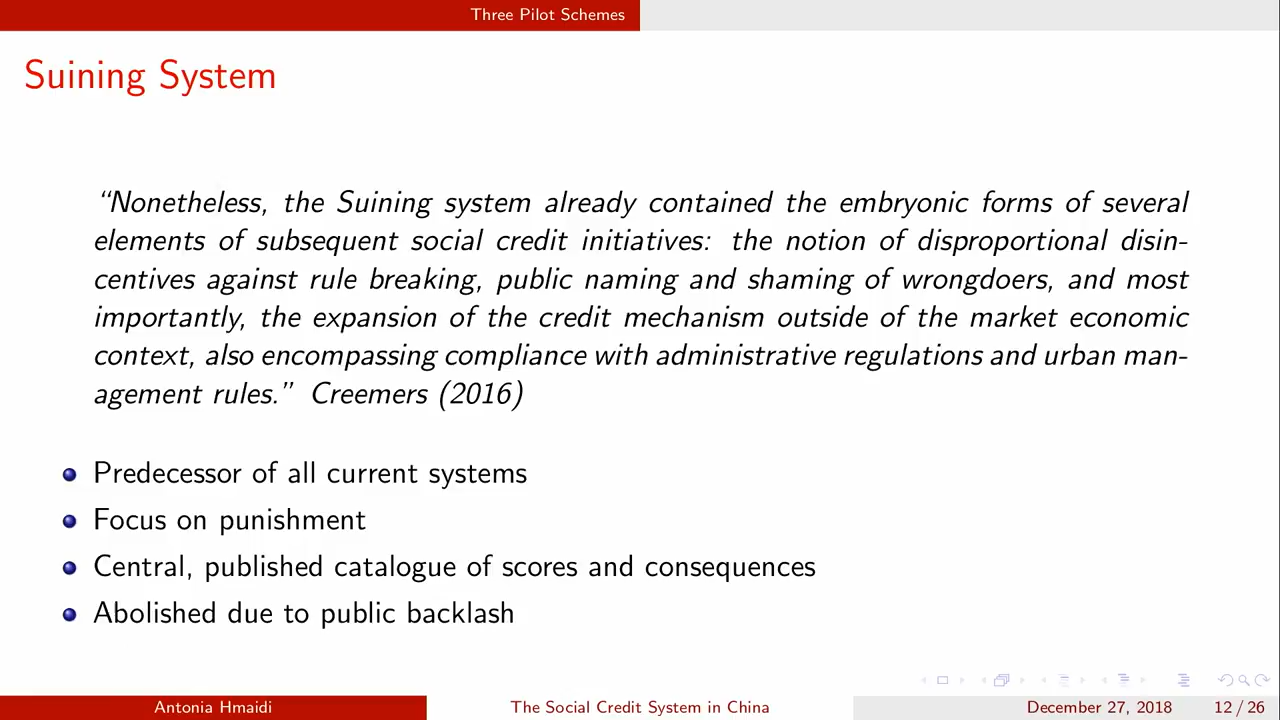 Three Pilot Schemes
Suining System
“Nonetheless, the Suining system already contained the embryonic forms of several
elements of subsequent social credit initiatives: the notion of disproportional disin-
centives against rule breaking, public naming and shaming of wrongdoers, and most
importantly, the expansion of the credit mechanism outside of the market economic
context, also encompassing compliance with administrative regulations and urban man-
agement rules.” Creemers (2016)
Predecessor of all current systems
Focus on punishment
Central, published catalogue of scores and consequences
Abolished due to public backlash
Antonia Hmaidi The Social Credit System in China December 27, 2018 12 / 26